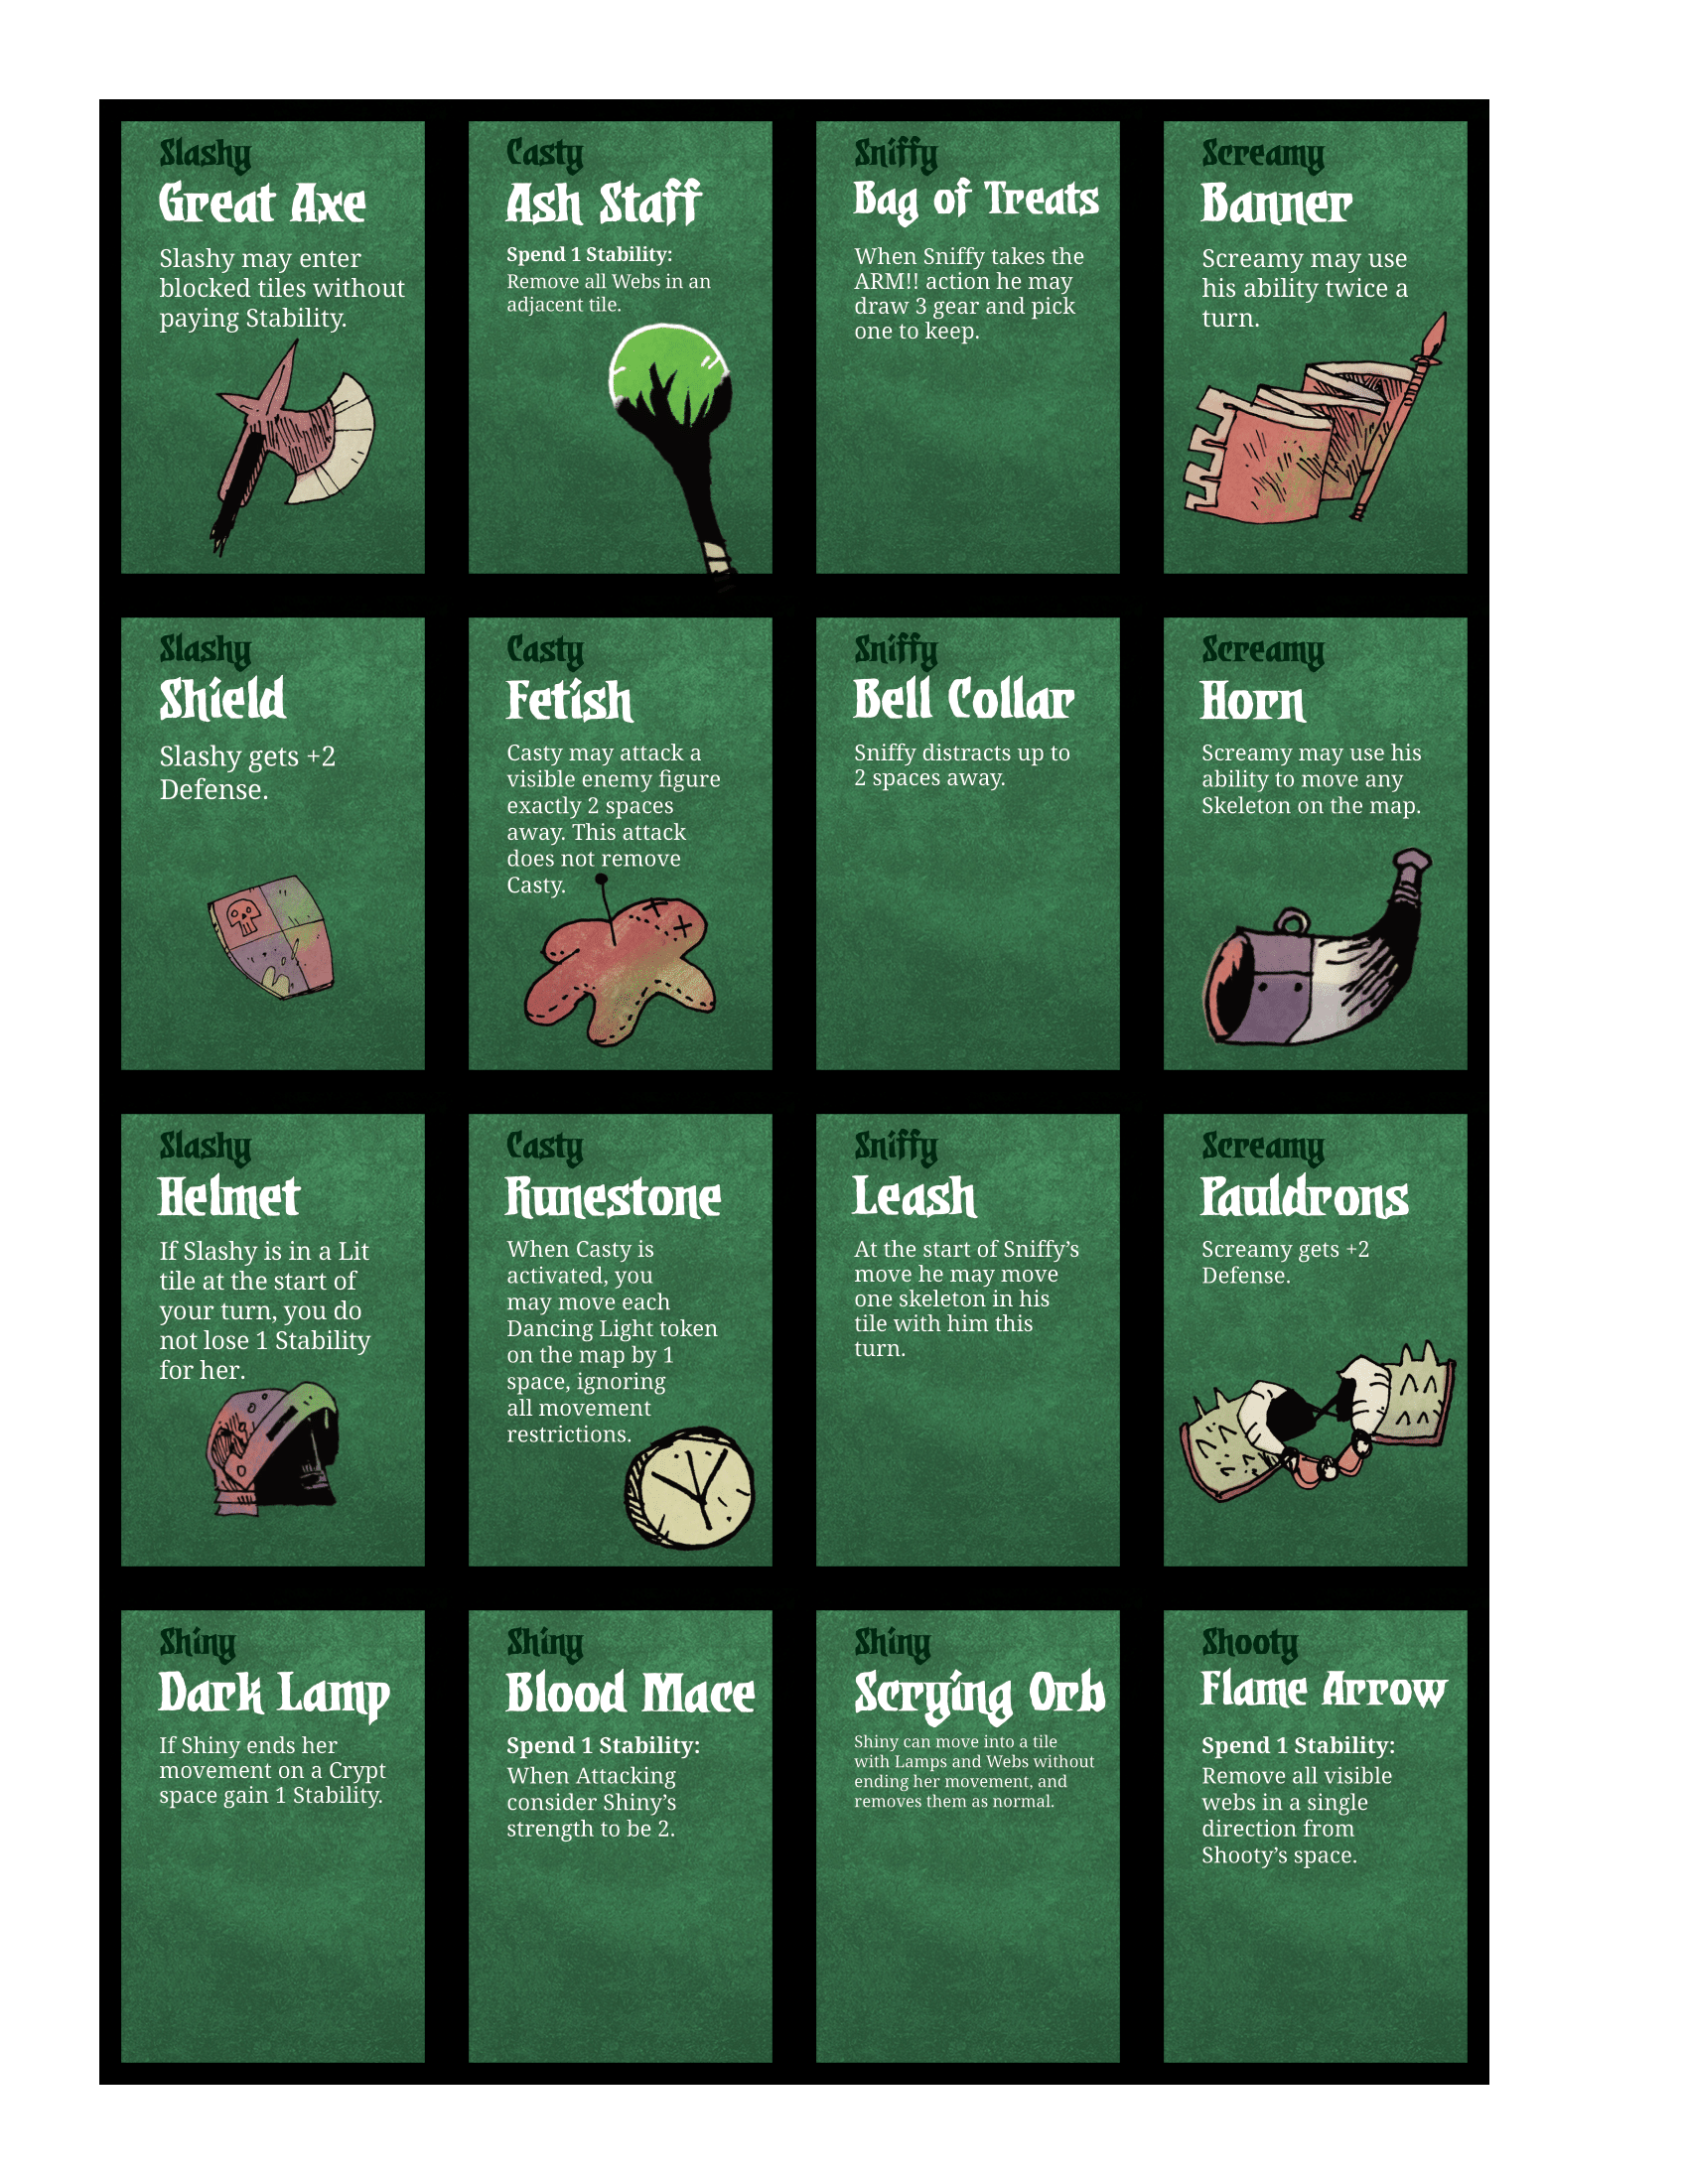 Slashy
Great Axe
Slashy may enter
blocked tiles without
paying Stability.
Casty
Ash Staff
Spend 1 Stability:
Remove all Webs in an
adjacent tile.
Sniffy
Bag of Treats
When Sniffy takes the
ARM!! action he may
draw 3 gear and pick
one to keep.
Screamy
Banner
Screamy may use
his ability twice a
turn.
Slashy
Shield
Slashy gets +2
Defense.
Casty
Fetish
Casty may attack a
visible enemy figure
exactly 2 spaces
away. This attack
does not remove
Casty.
Sniffy
Bell Collar
Sniffy distracts up to
2 spaces away.
Screamy
Horn
Screamy may use his
ability to move any
Skeleton on the map.
Slashy
Helmet
If Slashy is in a Lit
tile at the start of
your turn, you do
not lose 1 Stability
for her.
Casty
Runestone
When Casty is
activated, you
may move each
Dancing Light token
on the map by 1
space, ignoring
all movement
restrictions.
Sniffy
Leash
At the start of Sniffy’s
move he may move
one skeleton in his
tile with him this
turn.
Screamy
Pauldrons
Screamy gets +2
Defense.
Shiny
Dark Lamp
If Shiny ends her
movement on a Crypt
space gain 1 Stability.
Shiny
Blood Mace
Spend 1 Stability:
When Attacking
consider Shiny’s
strength to be 2.
Shiny
Scrying Orb
Shiny can move into a tile
with Lamps and Webs without
ending her movement, and
removes them as normal.
Shooty
Flame Arrow
Spend 1 Stability:
Remove all visible
webs in a single
direction from
Shooty’s space.